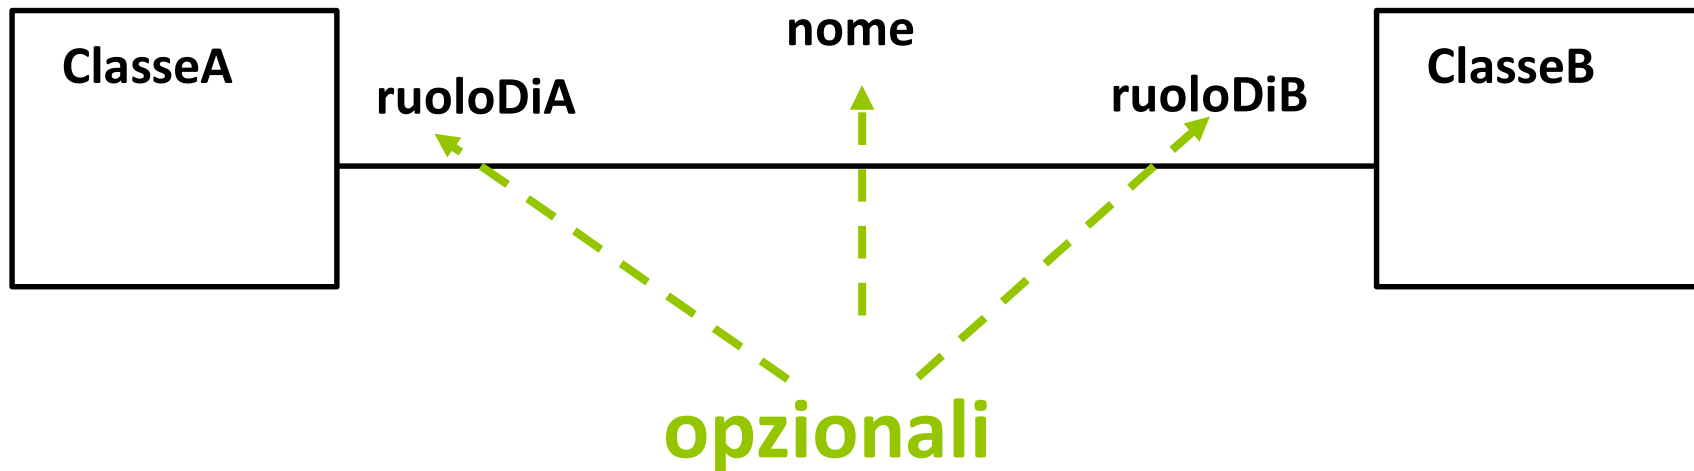 nome
ClasseA
ruoloDiA
ruoloDiB
ClasseB
opzionali